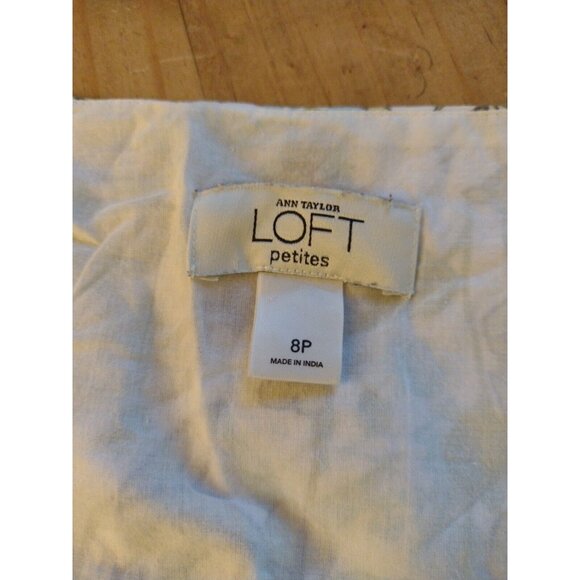 ANN TAYLOR
LOFT
petites
8P
MADE IN INDIA